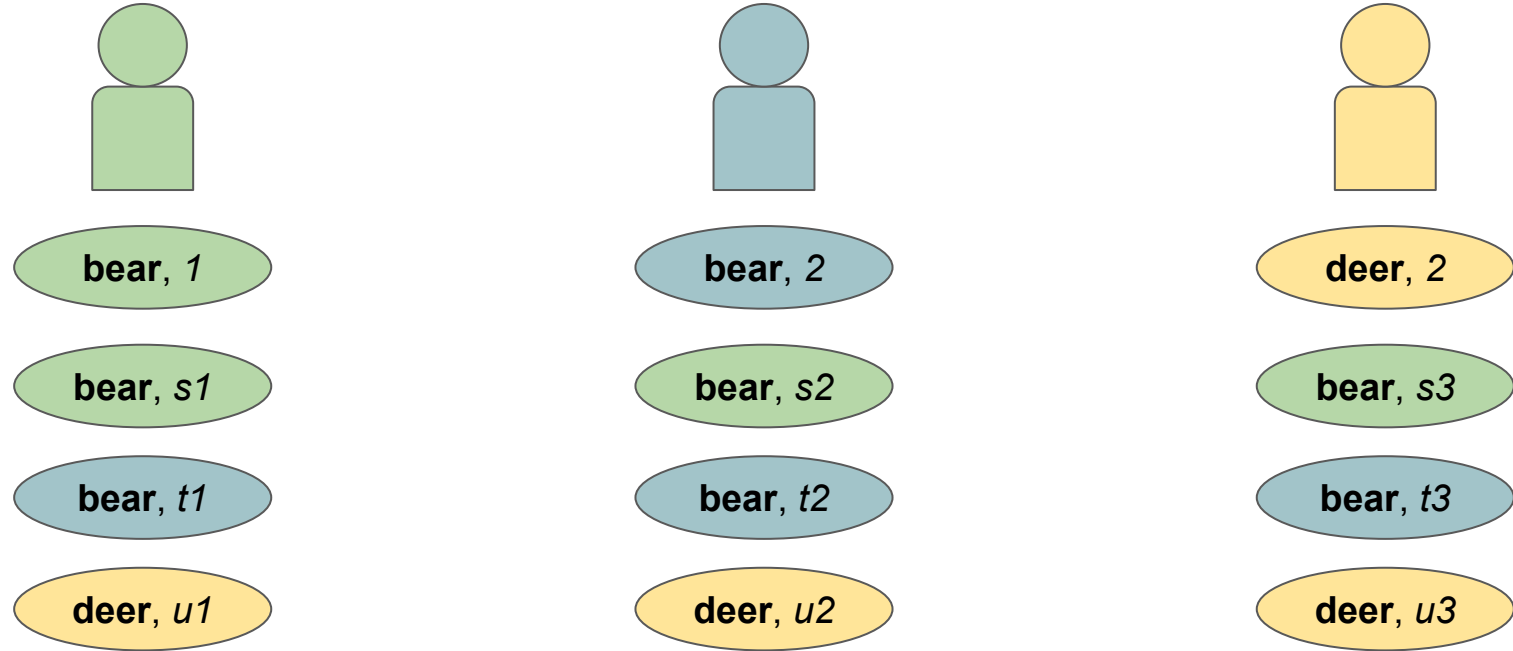 bear, 1
bear, 2
deer, 2
bear, s1
bear, s2
bear, s3
bear, t1
bear, t2
bear, t3
deer, u1
deer, u2
deer, u3